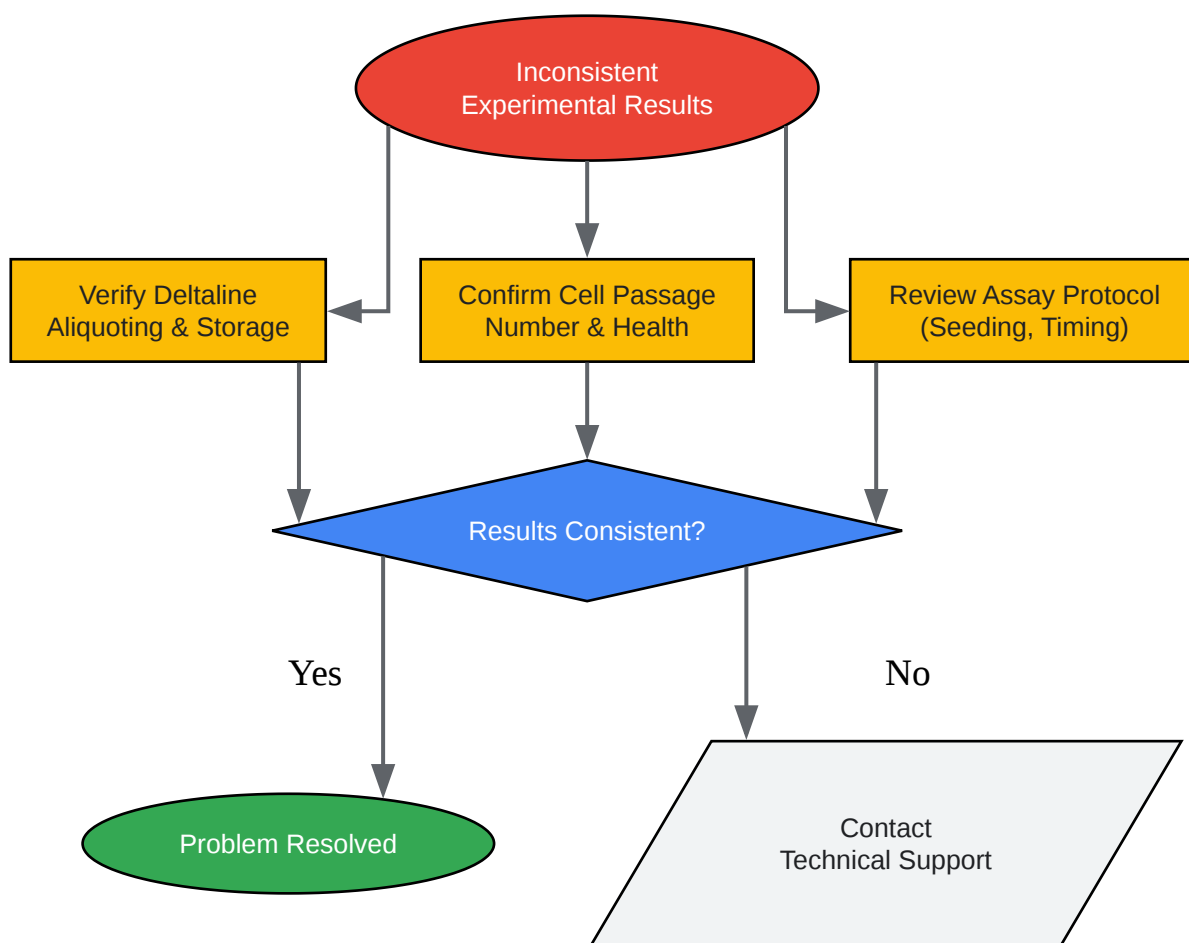 Inconsistent
Experimental Results
Verify Deltaline
Aliquoting & Storage
Confirm Cell Passage
Number & Health
Review Assay Protocol
(Seeding, Timing)
Results Consistent?
Yes
No
Problem Resolved
Contact
Technical Support